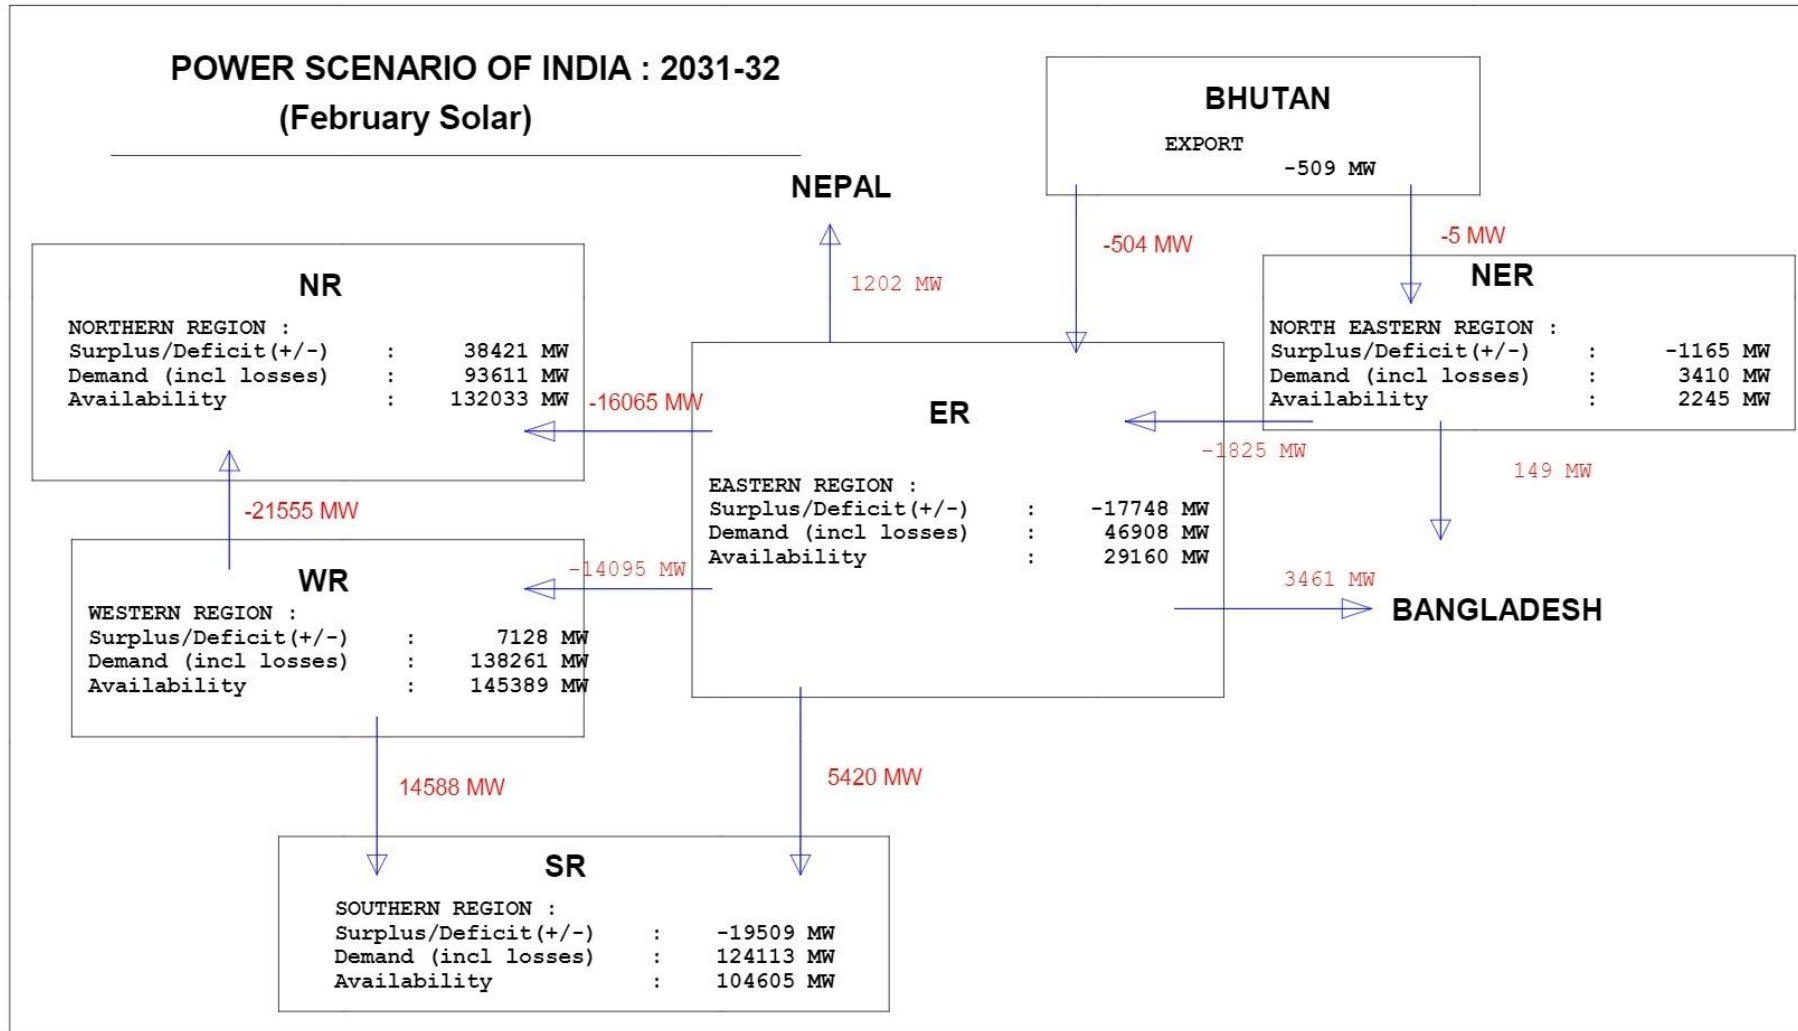 POWER SCENARIO OF INDIA : 2031-32
(February Solar)
BHUTAN
EXPORT
-509 MW
NEPAL
1202 MW
-504 MW
-5 MW
NR
NORTHERN REGION :
Surplus/Deficit(+/-) : 38421 MW
Demand (incl losses) : 93611 MW
Availability : 132033 MW
-16065 MW
NER
NORTH EASTERN REGION :
Surplus/Deficit(+/-) : -1165 MW
Demand (incl losses) : 3410 MW
Availability : 2245 MW
-1825 MW
149 MW
ER
EASTERN REGION :
Surplus/Deficit(+/-) : -17748 MW
Demand (incl losses) : 46908 MW
Availability : 29160 MW
-21555 MW
-14095 MW
3461 MW
BANGLADESH
WR
WESTERN REGION :
Surplus/Deficit(+/-) : 7128 MW
Demand (incl losses) : 138261 MW
Availability : 145389 MW
14588 MW
5420 MW
SR
SOUTHERN REGION :
Surplus/Deficit(+/-) : -19509 MW
Demand (incl losses) : 124113 MW
Availability : 104605 MW